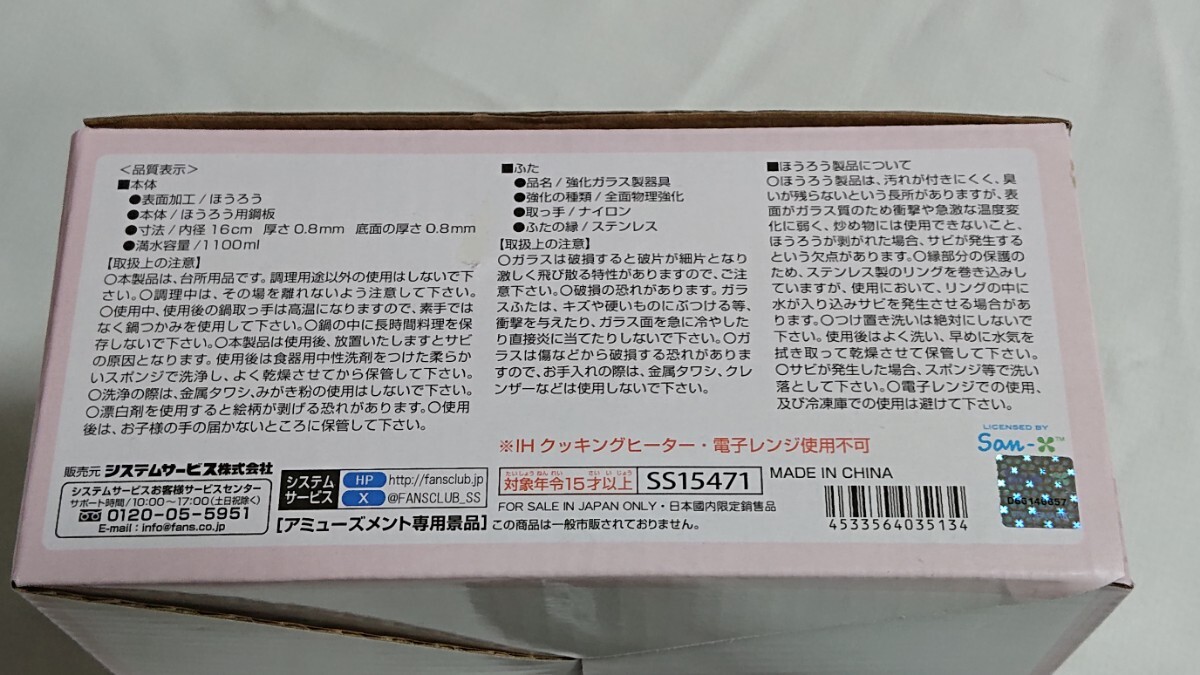 ＜品質表示＞
■本体
●表面加工/ほうろう
●本体/ほうろう用鋼板
●寸法/内径16cm 厚さ0.8mm 底面の厚さ0.8mm
●満水容量/1100ml
【取扱上の注意】
○本製品は、台所用品です。調理用途以外の使用はしないで下
さい。○調理中は、その場を離れないよう注意して下さい。
○使用中、使用後の鍋取っ手は高温になりますので、素手では
なく鍋つかみを使用して下さい。○鍋の中に長時間料理を保
存しないで下さい。○本製品は使用後、放置いたしますとサビ
の原因となります。使用後は食器用中性洗剤をつけた柔らか
いスポンジで洗浄し、よく乾燥させてから保管して下さい。
○洗浄の際は、金属タワシ、みがき粉の使用はしないで下さい。
○漂白剤を使用すると絵柄が剥げる恐れがあります。○使用
後は、お子様の手の届かないところに保管して下さい。
■ふた
●品名/強化ガラス製器具
●強化の種類/全面物理強化
●取っ手/ナイロン
●ふたの縁/ステンレス
【取扱上の注意】
○ガラスは破損すると破片が細片となり
激しく飛び散る特性がありますので、ご注
意下さい。○破損の恐れがあります。ガラ
スふたは、キズや硬いものにぶつける等、
衝撃を与えたり、ガラス面を急に冷やした
り直接炎に当てたりしないで下さい。○ガ
ラスは傷などから破損する恐れがありま
すので、お手入れの際は、金属タワシ、クレ
ンザーなどは使用しないで下さい。
■ほうろう製品について
○ほうろう製品は、汚れが付きにくく、臭
いが残らないという長所がありますが、表
面がガラス質のため衝撃や急激な温度変
化に弱く、炒め物には使用できないこと、
ほうろうが剥がれた場合、サビが発生する
という欠点があります。○縁部分の保護の
ため、ステンレス製のリングを巻き込みし
ていますが、使用において、リングの中に
水が入り込みサビを発生させる場合があ
ります。○つけ置き洗いは絶対にしないで
下さい。使用後はよく洗い、早めに水気を
拭き取って乾燥させて保管して下さい。
○サビが発生した場合、スポンジ等で洗い
落として下さい。○電子レンジでの使用、
及び冷凍庫での使用は避けて下さい。
※IHクッキングヒーター・電子レンジ使用不可
LICENSED BY
San-X™
販売元 システムサービス株式会社
システムサービスお客様サービスセンター
サポート時間/10:00〜17:00(土日祝除く)
0120-05-5951
E-mail : info@fans.co.jp
システム
サービス
HP http://fansclub.jp
X @FANSCLUB_SS
【アミューズメント専用景品】この商品は一般市販されておりません。
たいしょうねんれい さいいじょう
対象年令15才以上
SS15471
MADE IN CHINA
FOR SALE IN JAPAN ONLY・日本国内限定販売品
4533564035134